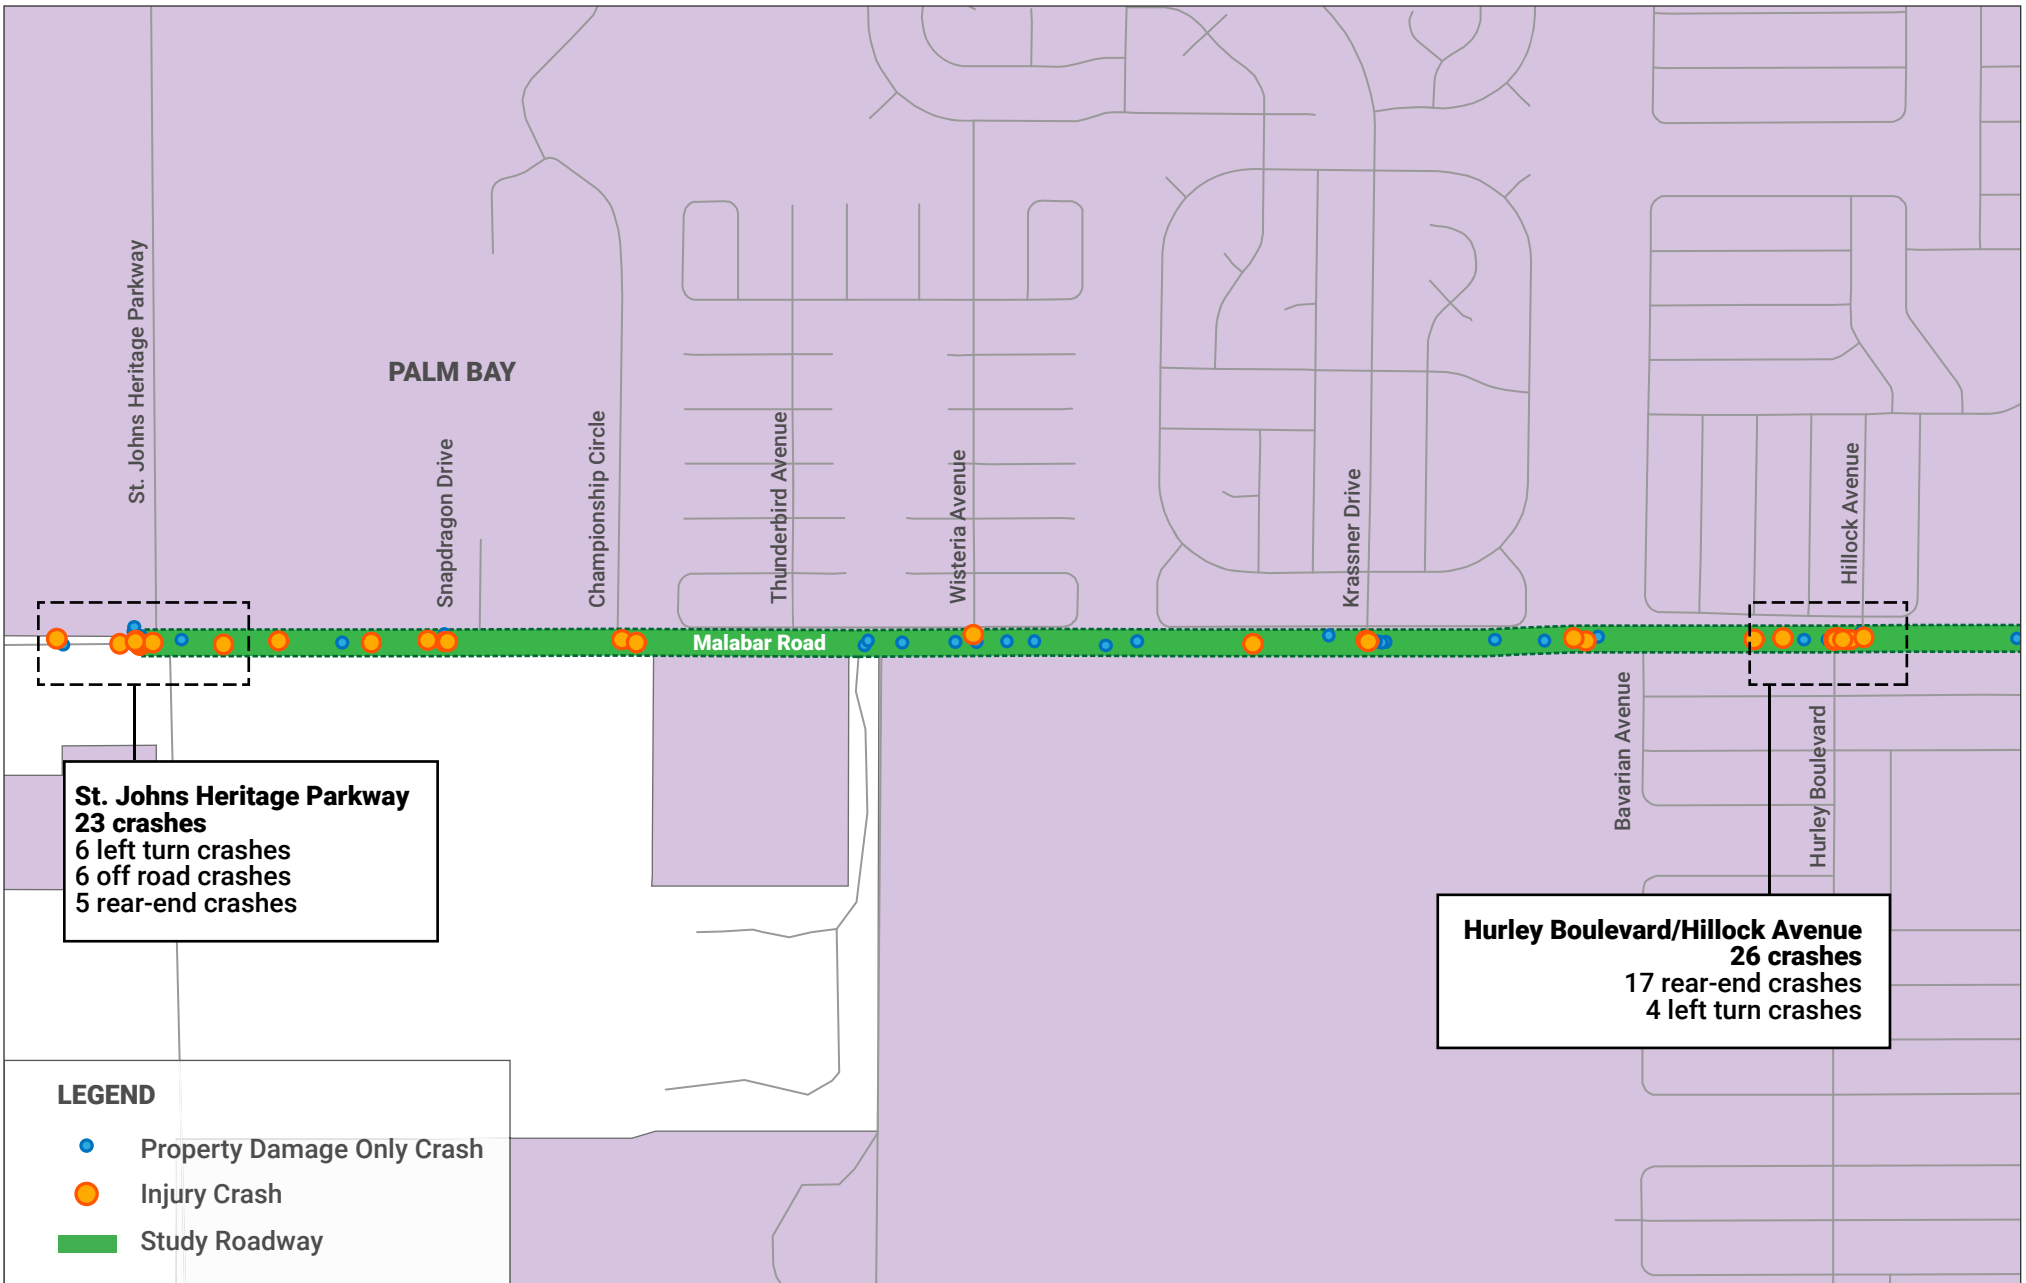 St. Johns Heritage Parkway
PALM BAY
Snapdragon Drive
Championship Circle
Thunderbird Avenue
Wisteria Avenue
Krassner Drive
Hillock Avenue
Malabar Road
Bavarian Avenue
Hurley Boulevard
St. Johns Heritage Parkway
23 crashes
6 left turn crashes
6 off road crashes
5 rear-end crashes
Hurley Boulevard/Hillock Avenue
26 crashes
17 rear-end crashes
4 left turn crashes
LEGEND
Property Damage Only Crash
Injury Crash
Study Roadway